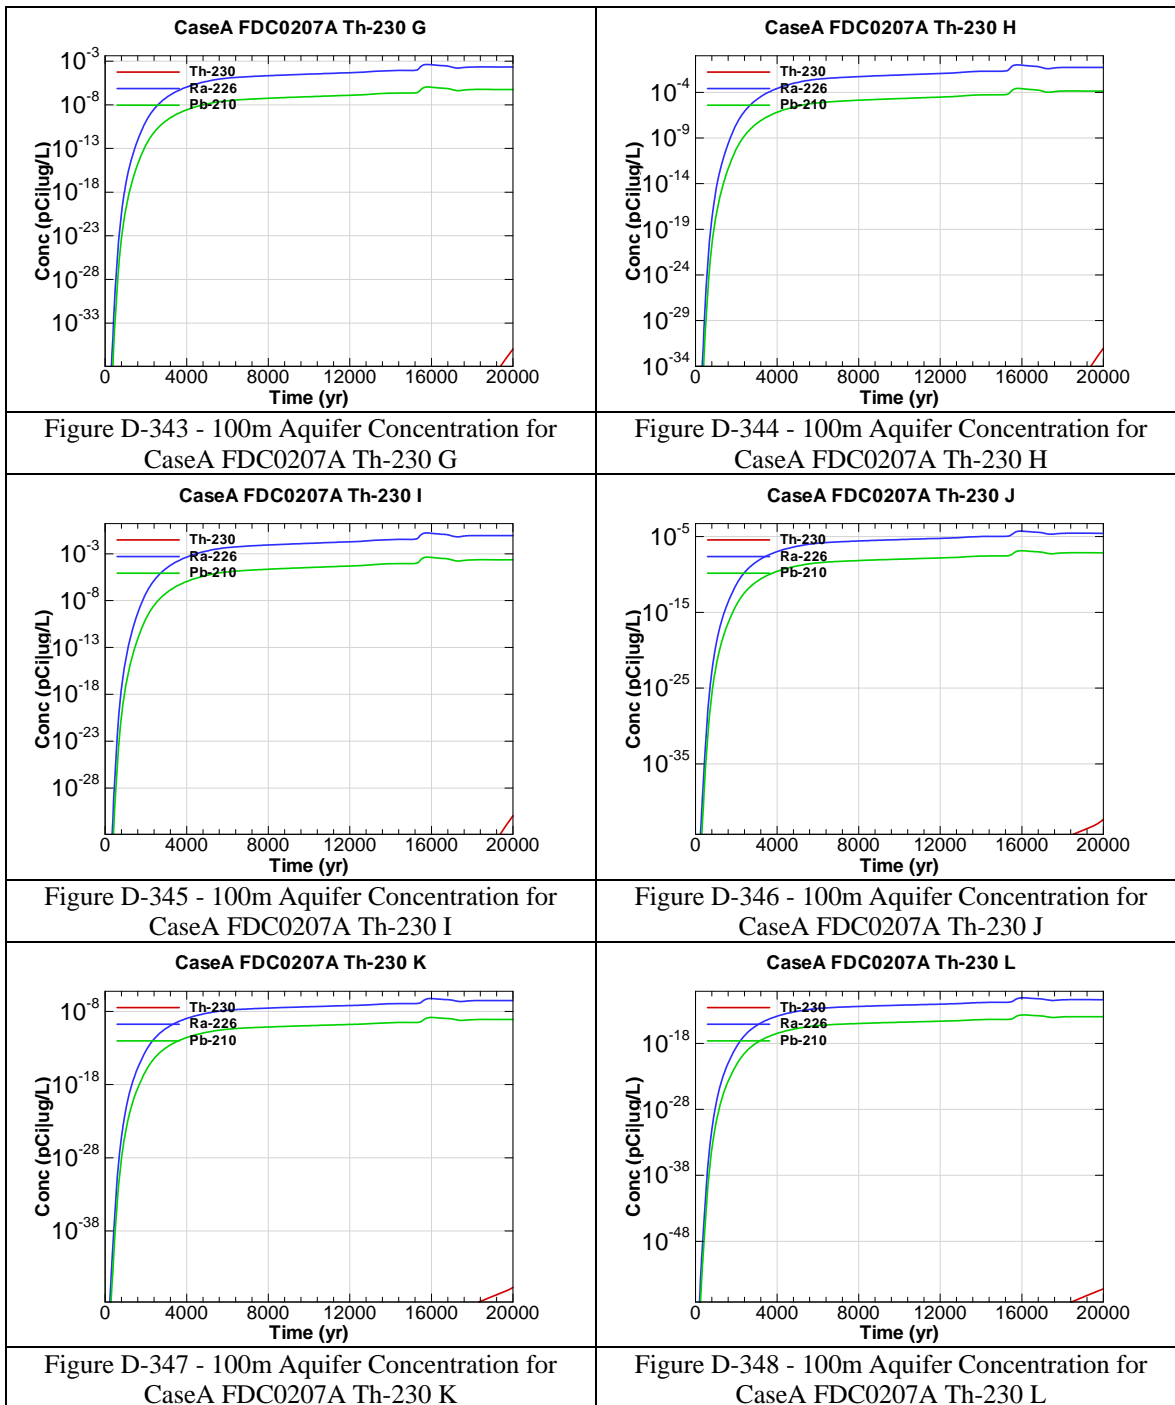 CaseA FDC0207A Th-230 G
10-3
10-8
10-13
10-18
10-23
10-28
10-33
Conc (pCi|ug/L)
Th-230
Ra-226
Pb-210
0 4000 8000 12000 16000 20000
Time (yr)
Figure D-343 - 100m Aquifer Concentration for
CaseA FDC0207A Th-230 G
CaseA FDC0207A Th-230 H
10-4
10-9
10-14
10-19
10-24
10-29
10-34
Conc (pCi|ug/L)
Th-230
Ra-226
Pb-210
0 4000 8000 12000 16000 20000
Time (yr)
Figure D-344 - 100m Aquifer Concentration for
CaseA FDC0207A Th-230 H
CaseA FDC0207A Th-230 I
10-3
10-8
10-13
10-18
10-23
10-28
Conc (pCi|ug/L)
Th-230
Ra-226
Pb-210
0 4000 8000 12000 16000 20000
Time (yr)
Figure D-345 - 100m Aquifer Concentration for
CaseA FDC0207A Th-230 I
CaseA FDC0207A Th-230 J
10-5
10-15
10-25
10-35
Conc (pCi|ug/L)
Th-230
Ra-226
Pb-210
0 4000 8000 12000 16000 20000
Time (yr)
Figure D-346 - 100m Aquifer Concentration for
CaseA FDC0207A Th-230 J
CaseA FDC0207A Th-230 K
10-8
10-18
10-28
10-38
Conc (pCi|ug/L)
Th-230
Ra-226
Pb-210
0 4000 8000 12000 16000 20000
Time (yr)
Figure D-347 - 100m Aquifer Concentration for
CaseA FDC0207A Th-230 K
CaseA FDC0207A Th-230 L
10-18
10-28
10-38
10-48
Conc (pCi|ug/L)
Th-230
Ra-226
Pb-210
0 4000 8000 12000 16000 20000
Time (yr)
Figure D-348 - 100m Aquifer Concentration for
CaseA FDC0207A Th-230 L